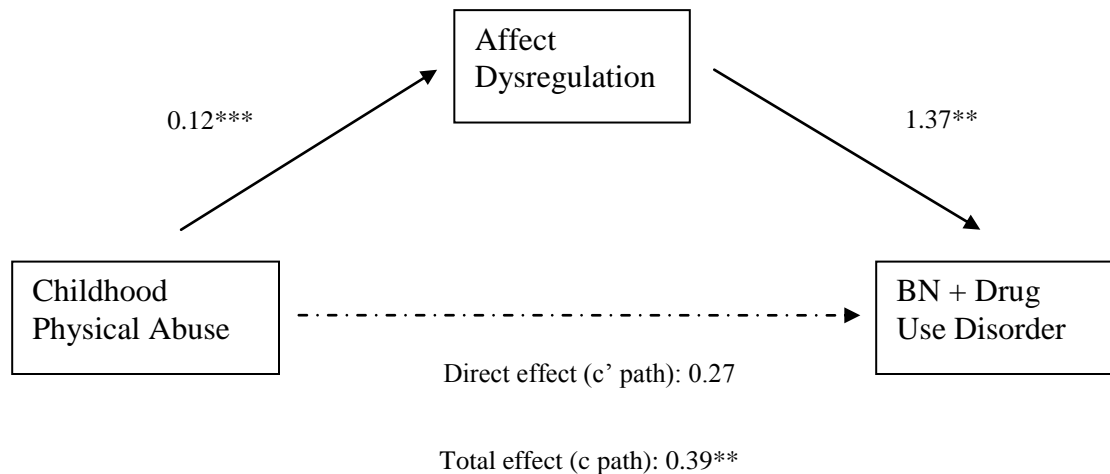 Affect
Dysregulation
0.12***
1.37**
Childhood
Physical Abuse
BN + Drug
Use Disorder
Direct effect (c’ path): 0.27
Total effect (c path): 0.39**